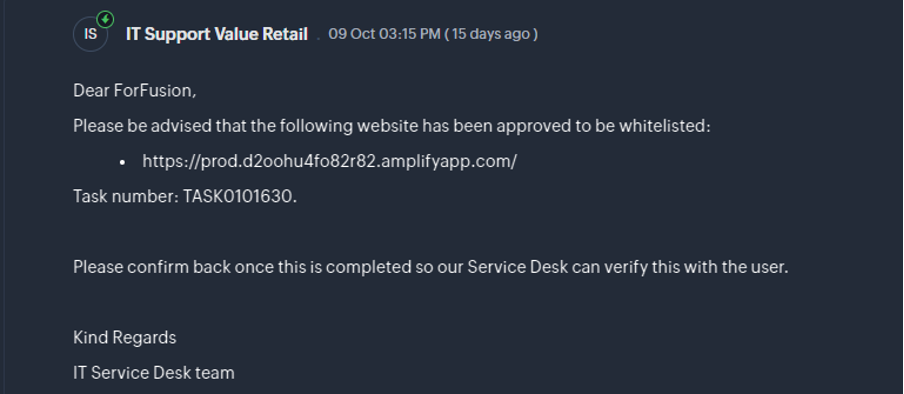 IS IT Support Value Retail . 09 Oct 03:15 PM ( 15 days ago )
Dear ForFusion,
Please be advised that the following website has been approved to be whitelisted:
• https://prod.d2oohu4fo82r82.amplifyapp.com/
Task number: TASK0101630.
Please confirm back once this is completed so our Service Desk can verify this with the user.
Kind Regards
IT Service Desk team